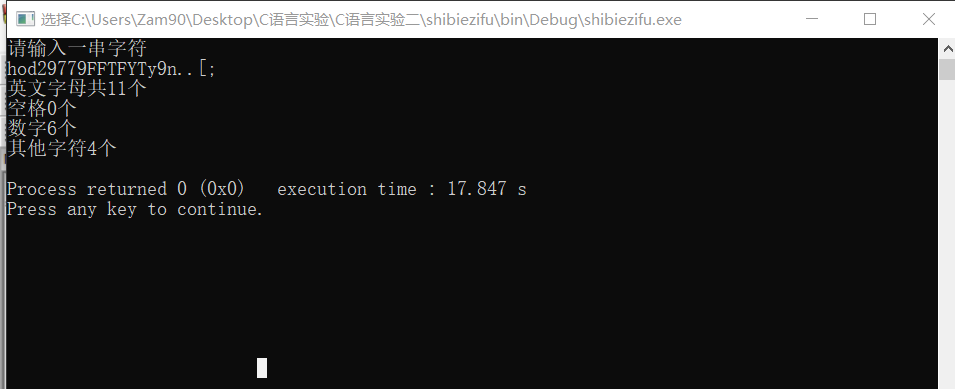 选择C:\Users\Zam90\Desktop\C语言实验\C语言实验二\shibiezifu\bin\Debug\shibiezifu.exe
请输入一串字符
hod29779FFTFYTy9n..[;
英文字母共11个
空格0个
数字6个
其他字符4个
Process returned 0 (0x0)   execution time : 17.847 s
Press any key to continue.